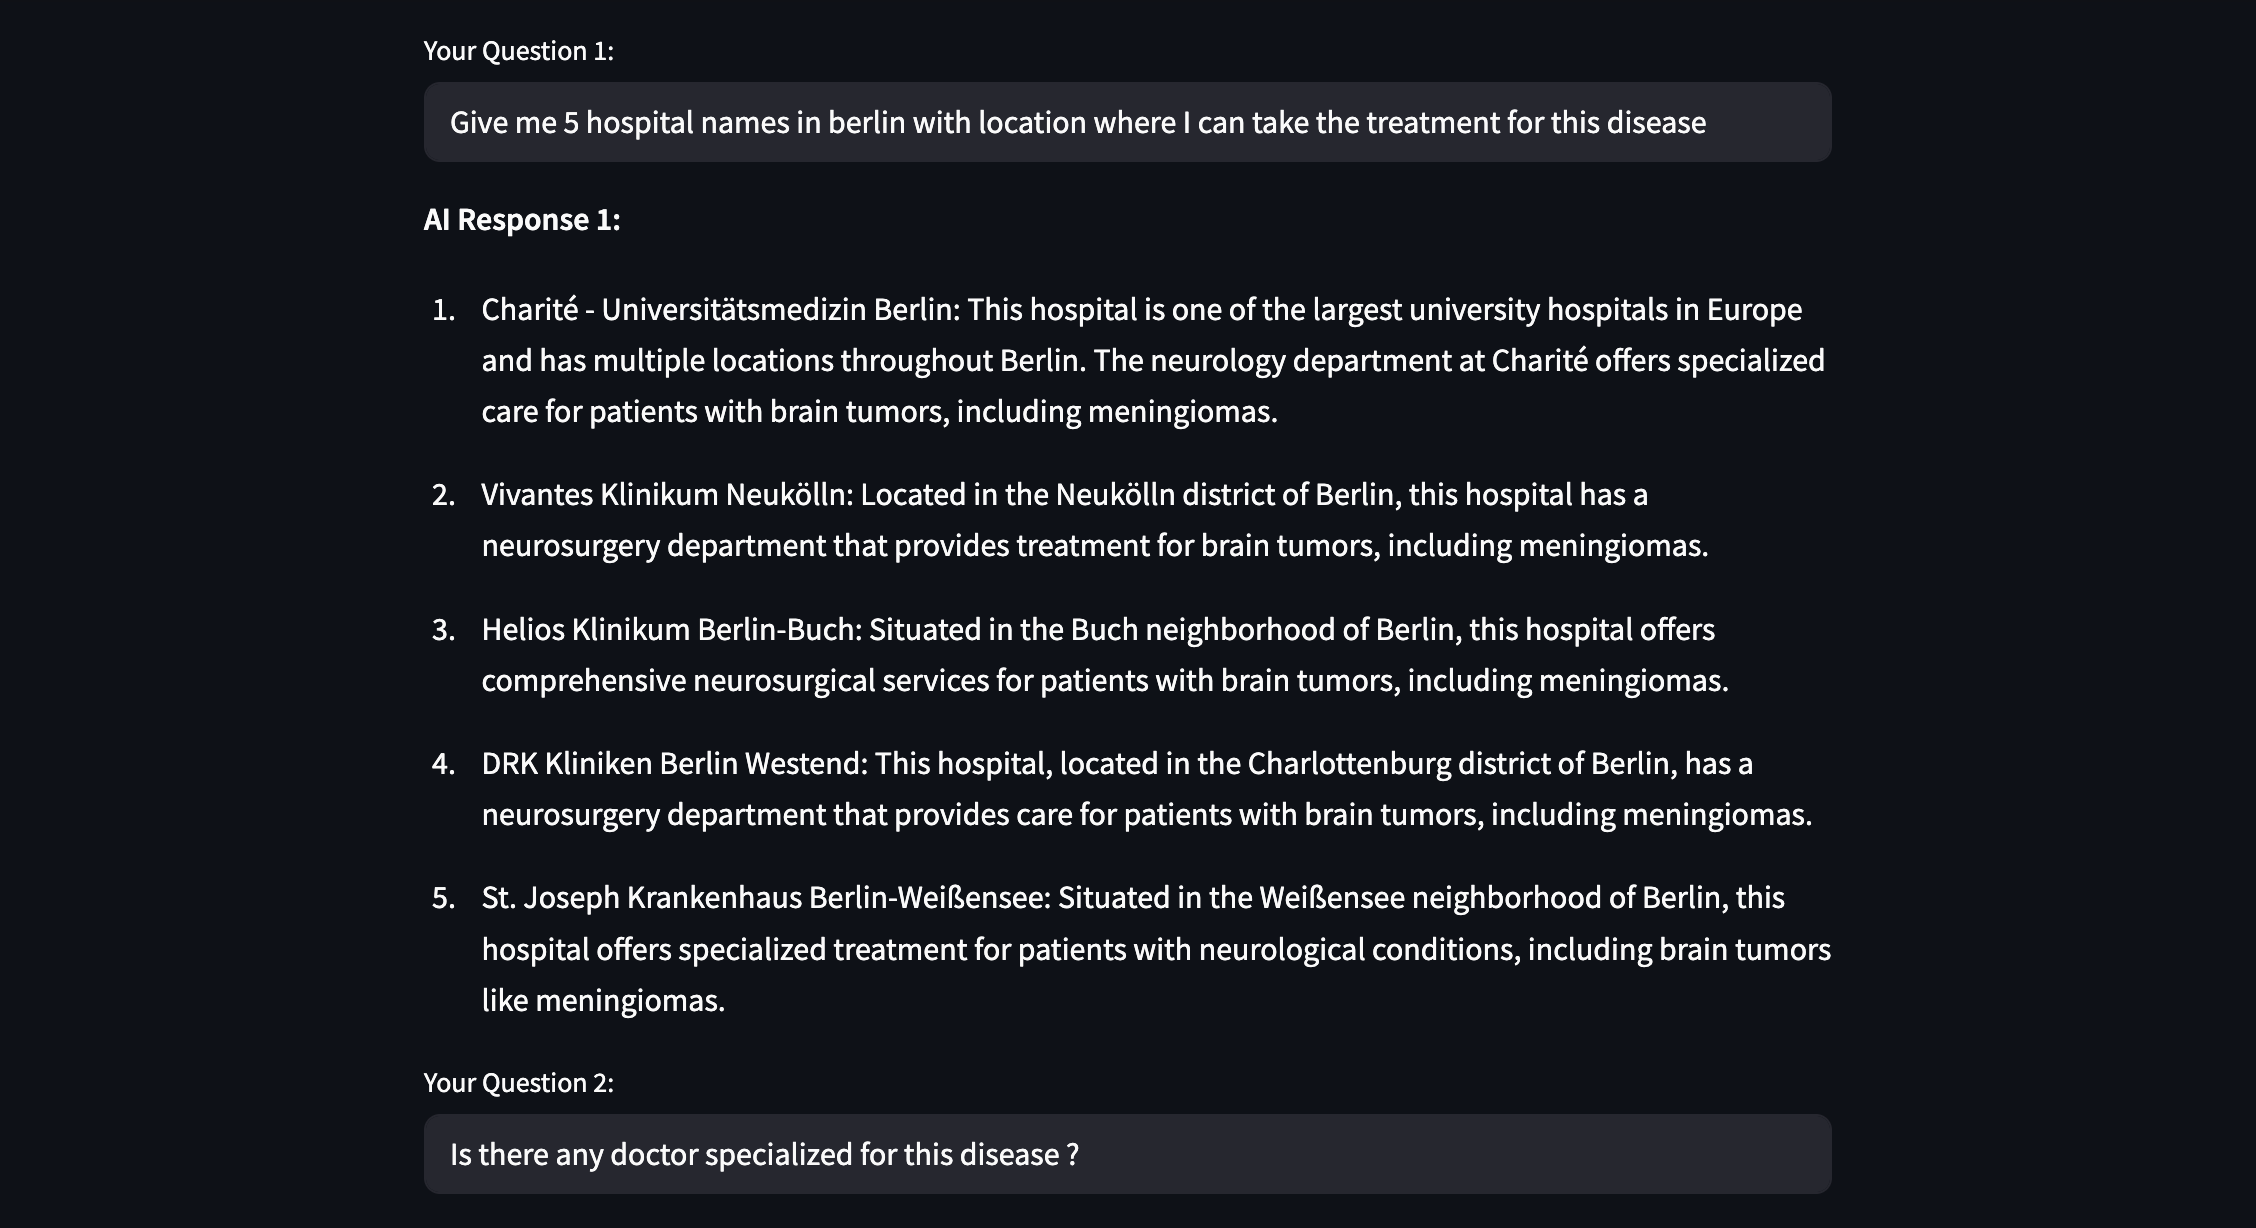 Your Question 1:
Give me 5 hospital names in berlin with location where I can take the treatment for this disease
AI Response 1:
1. Charité - Universitätsmedizin Berlin: This hospital is one of the largest university hospitals in Europe
and has multiple locations throughout Berlin. The neurology department at Charité offers specialized
care for patients with brain tumors, including meningiomas.
2. Vivantes Klinikum Neukölln: Located in the Neukölln district of Berlin, this hospital has a
neurosurgery department that provides treatment for brain tumors, including meningiomas.
3. Helios Klinikum Berlin-Buch: Situated in the Buch neighborhood of Berlin, this hospital offers
comprehensive neurosurgical services for patients with brain tumors, including meningiomas.
4. DRK Kliniken Berlin Westend: This hospital, located in the Charlottenburg district of Berlin, has a
neurosurgery department that provides care for patients with brain tumors, including meningiomas.
5. St. Joseph Krankenhaus Berlin-Weißensee: Situated in the Weißensee neighborhood of Berlin, this
hospital offers specialized treatment for patients with neurological conditions, including brain tumors
like meningiomas.
Your Question 2:
Is there any doctor specialized for this disease ?